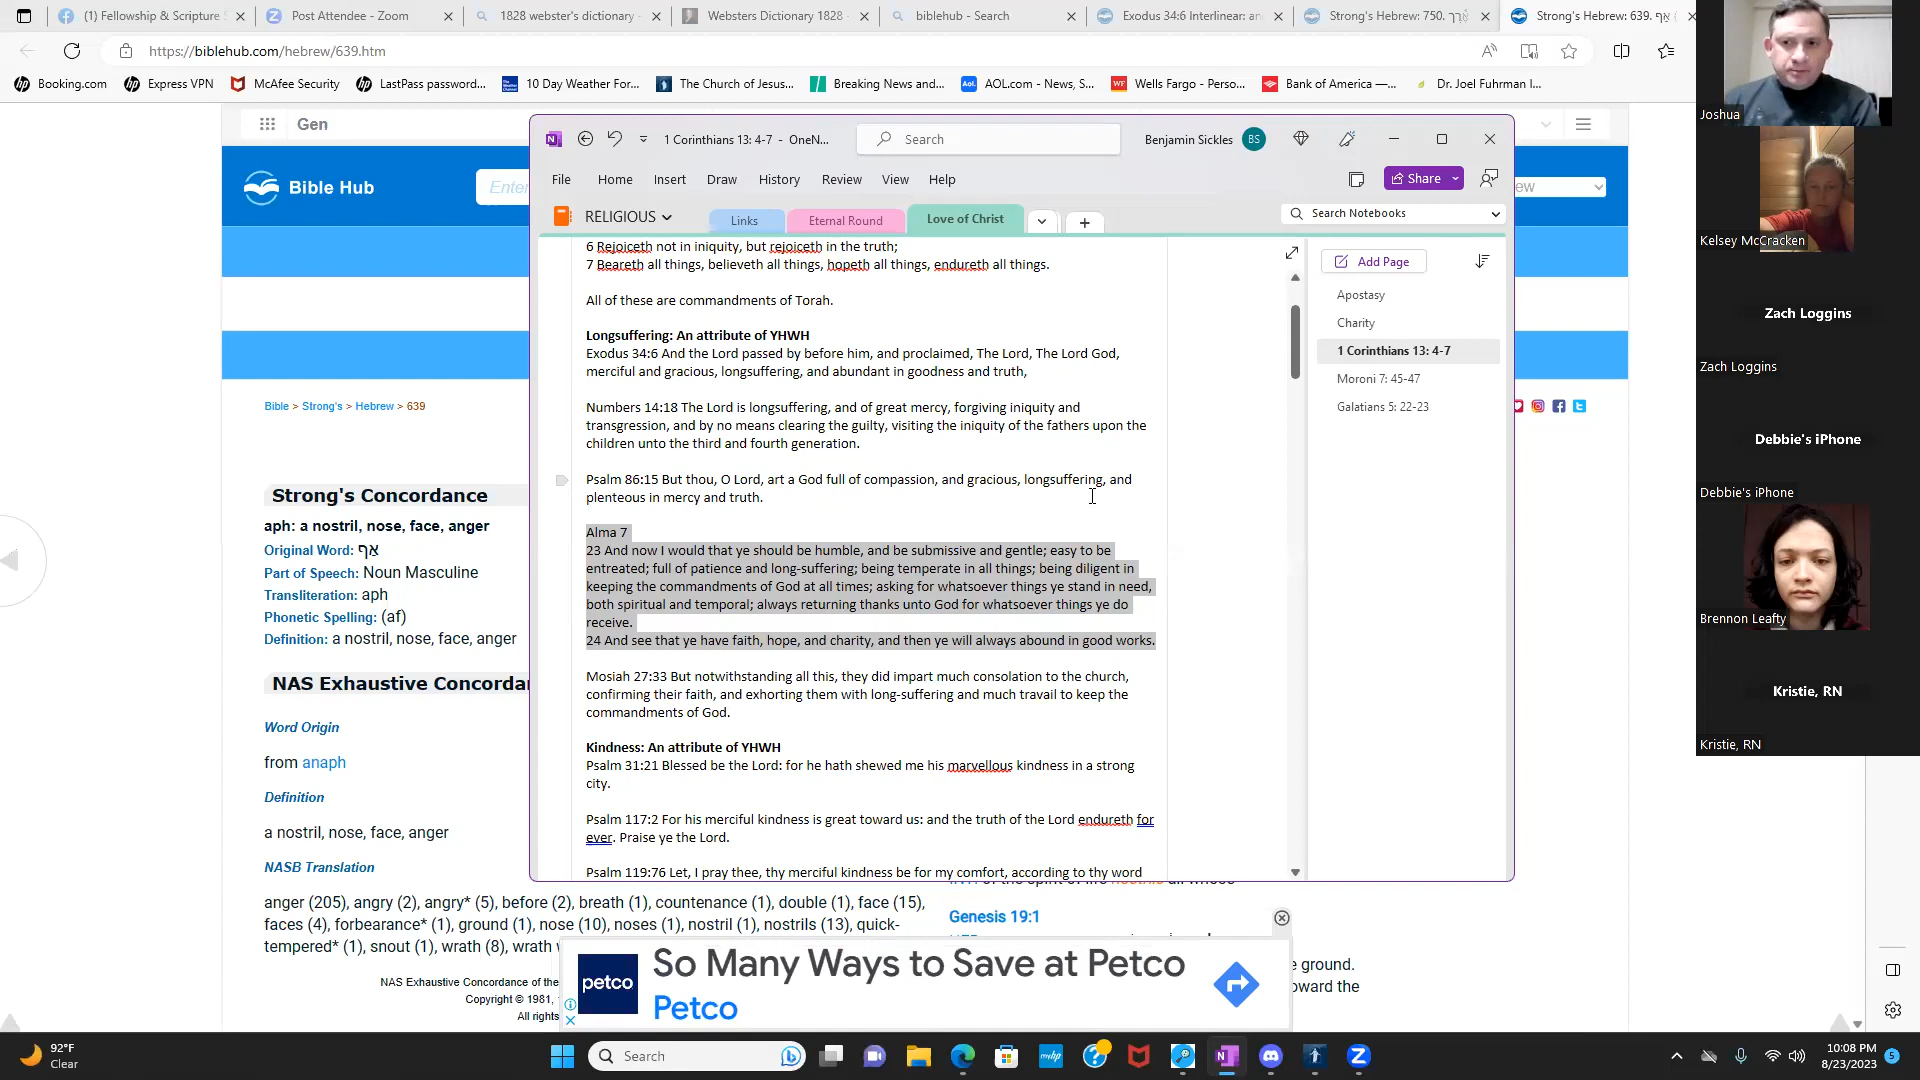 (1) Fellowship & Scripture S
Post Attendee - Zoom
1828 webster's dictionary -
Websters Dictionary 1828 -
biblehub - Search
Exodus 34:6 Interlinear: an
Strong's Hebrew: 750. אָרֵךְ
Strong's Hebrew: 639. אַף (
https://biblehub.com/hebrew/639.htm
Booking.com
Express VPN
McAfee Security
LastPass password...
10 Day Weather For...
The Church of Jesus...
Breaking News and...
AOL.com - News, S...
Wells Fargo - Perso...
Bank of America —...
Dr. Joel Fuhrman I...
Gen
Bible Hub
Enter
ew
Bible > Strong's > Hebrew > 639
Strong's Concordance
aph: a nostril, nose, face, anger
Original Word: אַף
Part of Speech: Noun Masculine
Transliteration: aph
Phonetic Spelling: (af)
Definition: a nostril, nose, face, anger
NAS Exhaustive Concordan
Word Origin
from anaph
Definition
a nostril, nose, face, anger
NASB Translation
anger (205), angry (2), angry* (5), before (2), breath (1), countenance (1), double (1), face (15),
faces (4), forbearance* (1), ground (1), nose (10), noses (1), nostril (1), nostrils (13), quick-
tempered* (1), snout (1), wrath (8), wrath
NAS Exhaustive Concordance of the
Copyright © 1981,
All rights
1 Corinthians 13: 4-7 - OneN...
Search
Benjamin Sickles
BS
File
Home
Insert
Draw
History
Review
View
Help
Share
RELIGIOUS
Links
Eternal Round
Love of Christ
Search Notebooks
6 Rejoiceth not in iniquity, but rejoiceth in the truth;
7 Beareth all things, believeth all things, hopeth all things, endureth all things.
All of these are commandments of Torah.
Longsuffering: An attribute of YHWH
Exodus 34:6 And the Lord passed by before him, and proclaimed, The Lord, The Lord God,
merciful and gracious, longsuffering, and abundant in goodness and truth,
Numbers 14:18 The Lord is longsuffering, and of great mercy, forgiving iniquity and
transgression, and by no means clearing the guilty, visiting the iniquity of the fathers upon the
children unto the third and fourth generation.
Psalm 86:15 But thou, O Lord, art a God full of compassion, and gracious, longsuffering, and
plenteous in mercy and truth.
Alma 7
23 And now I would that ye should be humble, and be submissive and gentle; easy to be
entreated; full of patience and long-suffering; being temperate in all things; being diligent in
keeping the commandments of God at all times; asking for whatsoever things ye stand in need,
both spiritual and temporal; always returning thanks unto God for whatsoever things ye do
receive.
24 And see that ye have faith, hope, and charity, and then ye will always abound in good works.
Mosiah 27:33 But notwithstanding all this, they did impart much consolation to the church,
confirming their faith, and exhorting them with long-suffering and much travail to keep the
commandments of God.
Kindness: An attribute of YHWH
Psalm 31:21 Blessed be the Lord: for he hath shewed me his marvellous kindness in a strong
city.
Psalm 117:2 For his merciful kindness is great toward us: and the truth of the Lord endureth for
ever. Praise ye the Lord.
Psalm 119:76 Let, I pray thee, thy merciful kindness be for my comfort, according to thy word
Add Page
Apostasy
Charity
1 Corinthians 13: 4-7
Moroni 7: 45-47
Galatians 5: 22-23
Genesis 19:1
e ground.
oward the
petco
So Many Ways to Save at Petco
Petco
Joshua
Kelsey McCracken
Zach Loggins
Zach Loggins
Debbie's iPhone
Debbie's iPhone
Brennon Leafty
Kristie, RN
Kristie, RN
92°F
Clear
Search
10:08 PM
8/23/2023
5